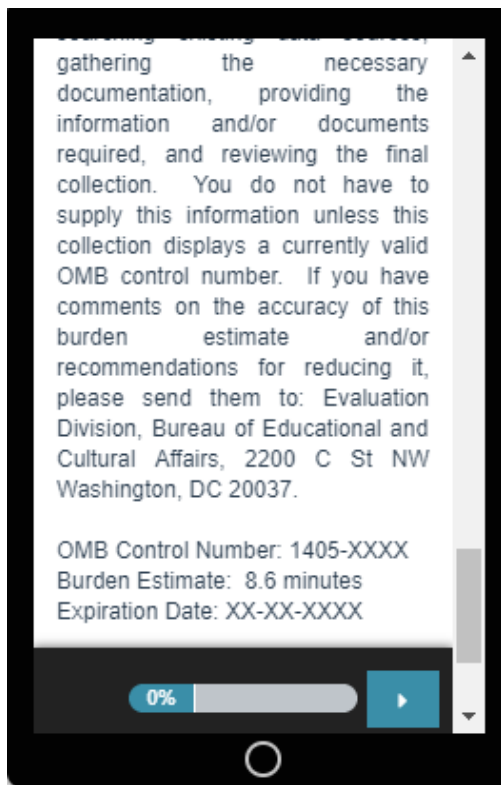 searching existing data sources,
gathering the necessary
documentation, providing the
information and/or documents
required, and reviewing the final
collection.  You do not have to
supply this information unless this
collection displays a currently valid
OMB control number.  If you have
comments on the accuracy of this
burden estimate and/or
recommendations for reducing it,
please send them to: Evaluation
Division, Bureau of Educational and
Cultural Affairs, 2200 C St NW
Washington, DC 20037.
OMB Control Number: 1405-XXXX
Burden Estimate:  8.6 minutes
Expiration Date: XX-XX-XXXX
0%